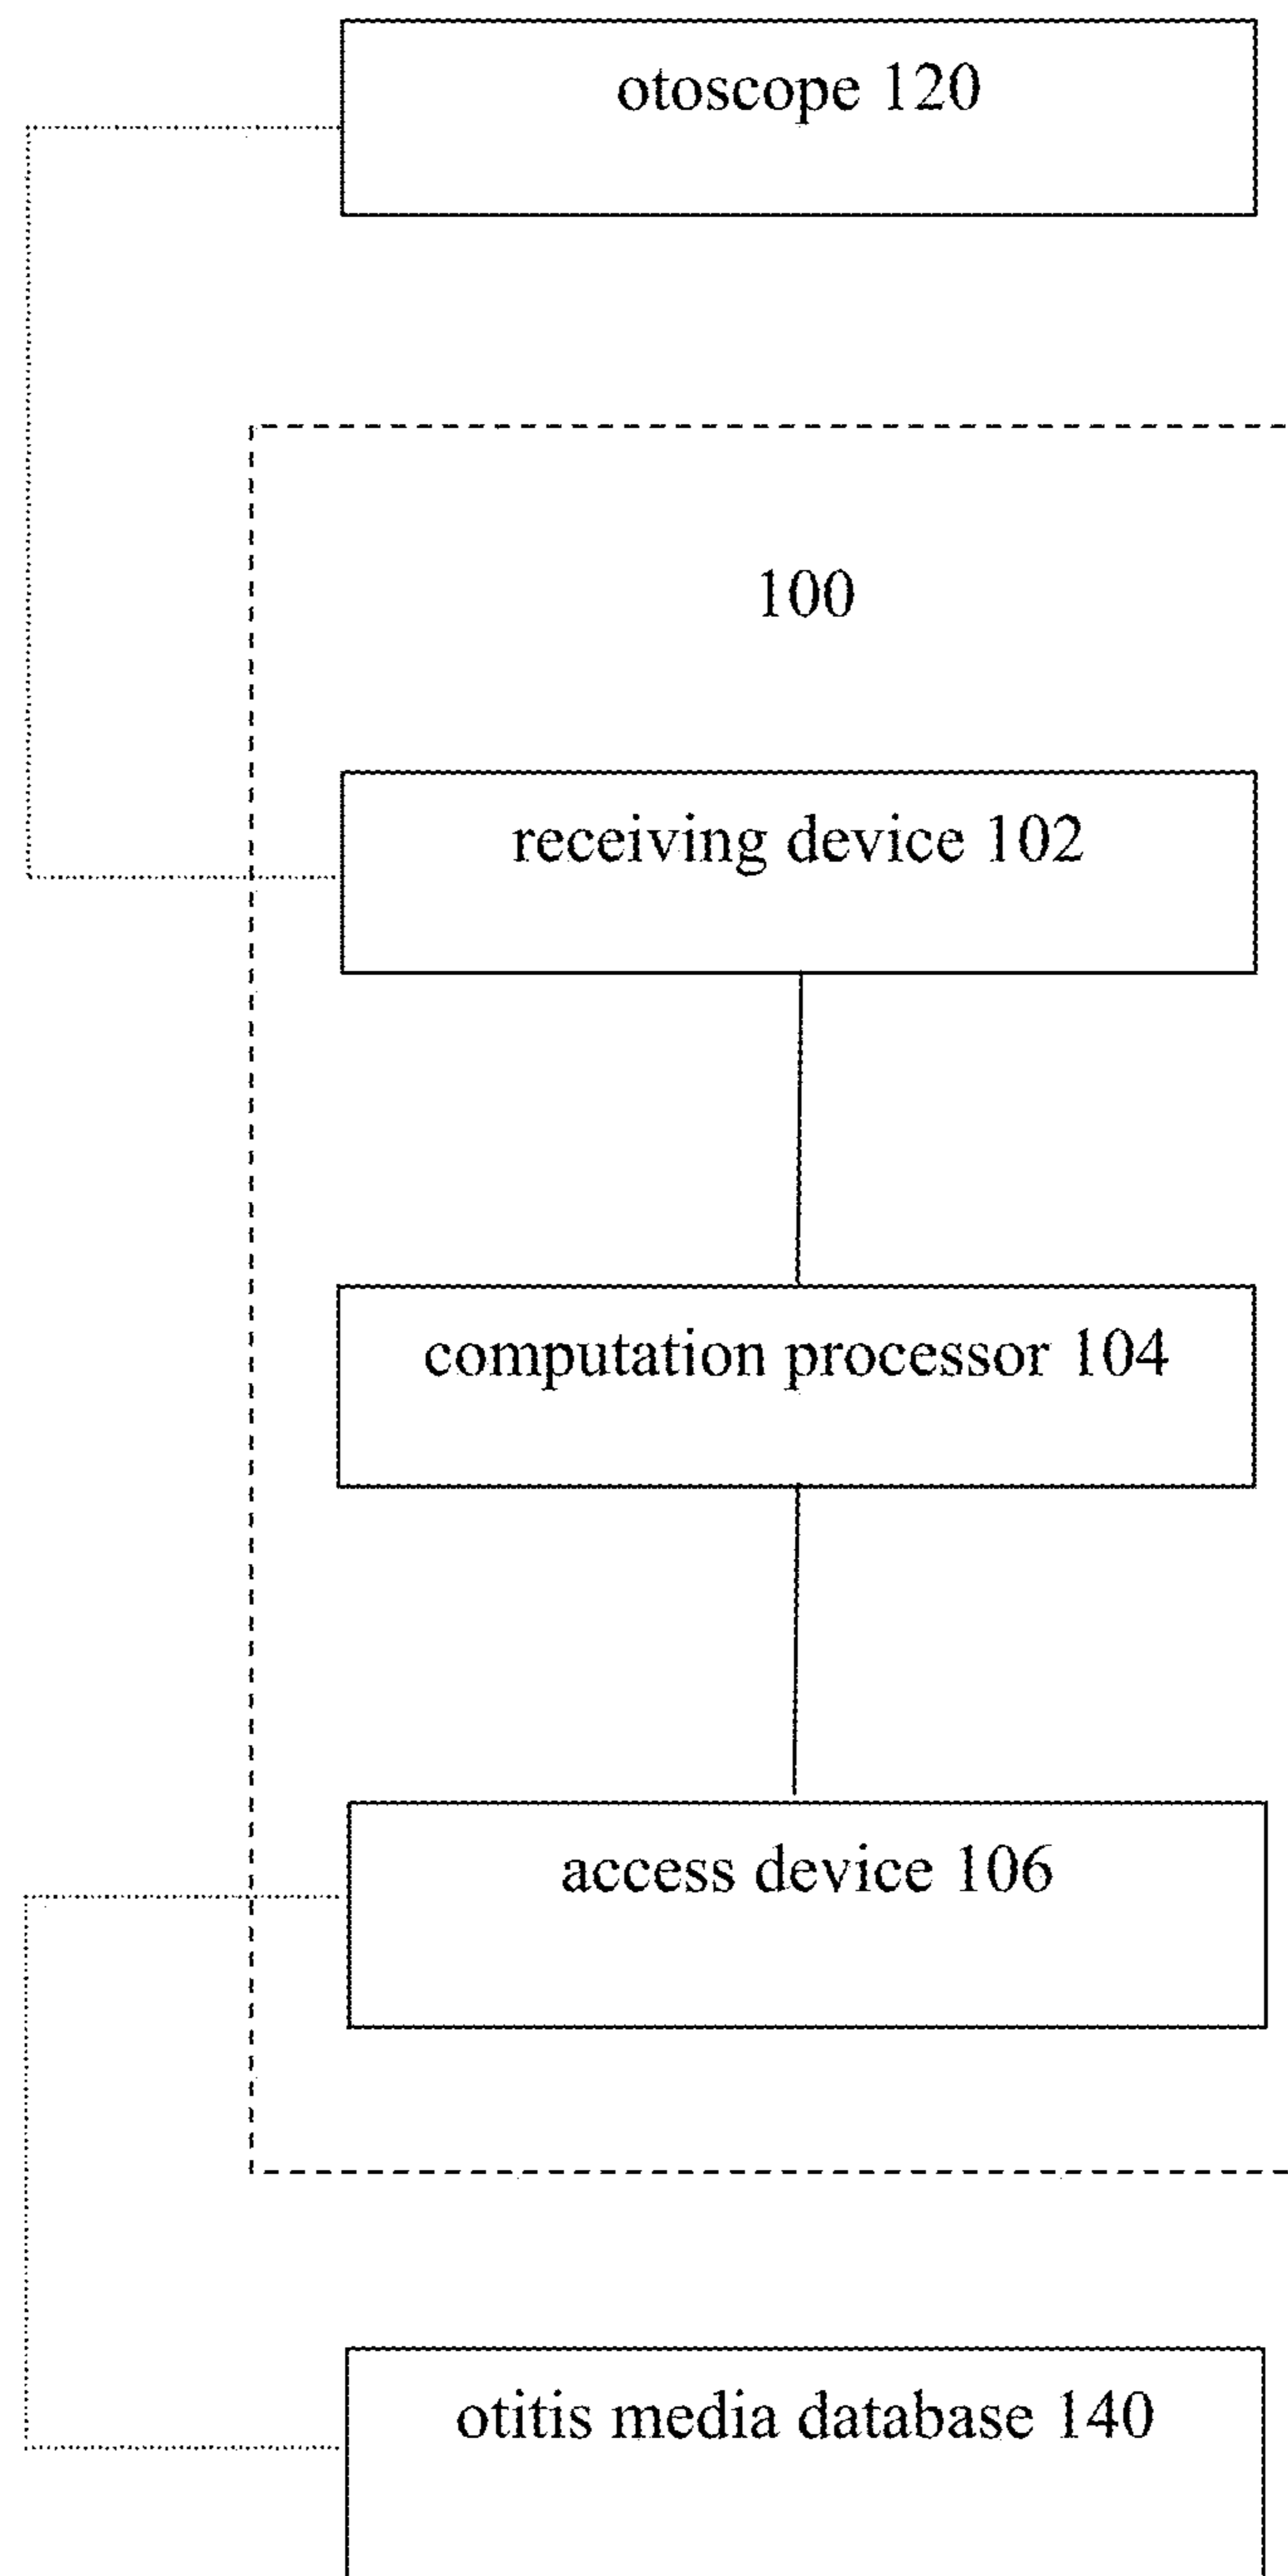 otoscope 120
100
receiving device 102
computation processor 104
access device 106
otitis media database 140